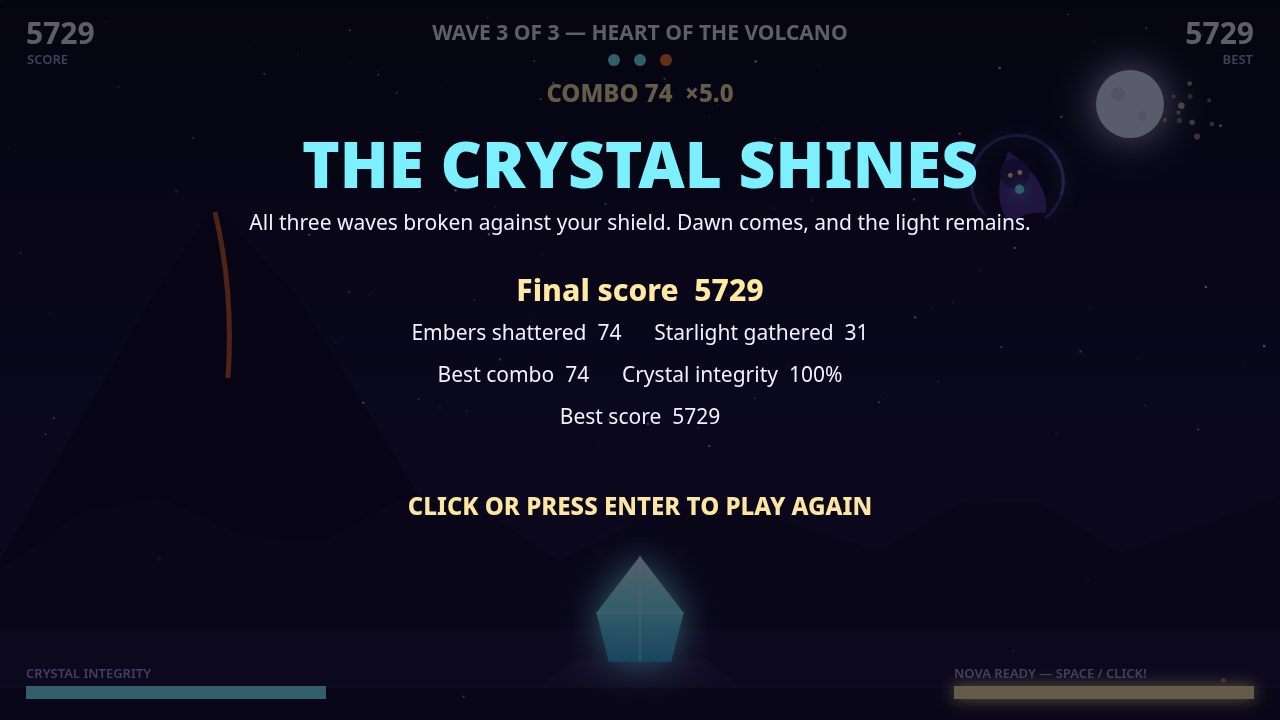 5729
SCORE
WAVE 3 OF 3 — HEART OF THE VOLCANO
5729
BEST
COMBO 74 ×5.0
THE CRYSTAL SHINES
All three waves broken against your shield. Dawn comes, and the light remains.
Final score 5729
Embers shattered 74 Starlight gathered 31
Best combo 74 Crystal integrity 100%
Best score 5729
CLICK OR PRESS ENTER TO PLAY AGAIN
CRYSTAL INTEGRITY
NOVA READY — SPACE / CLICK!